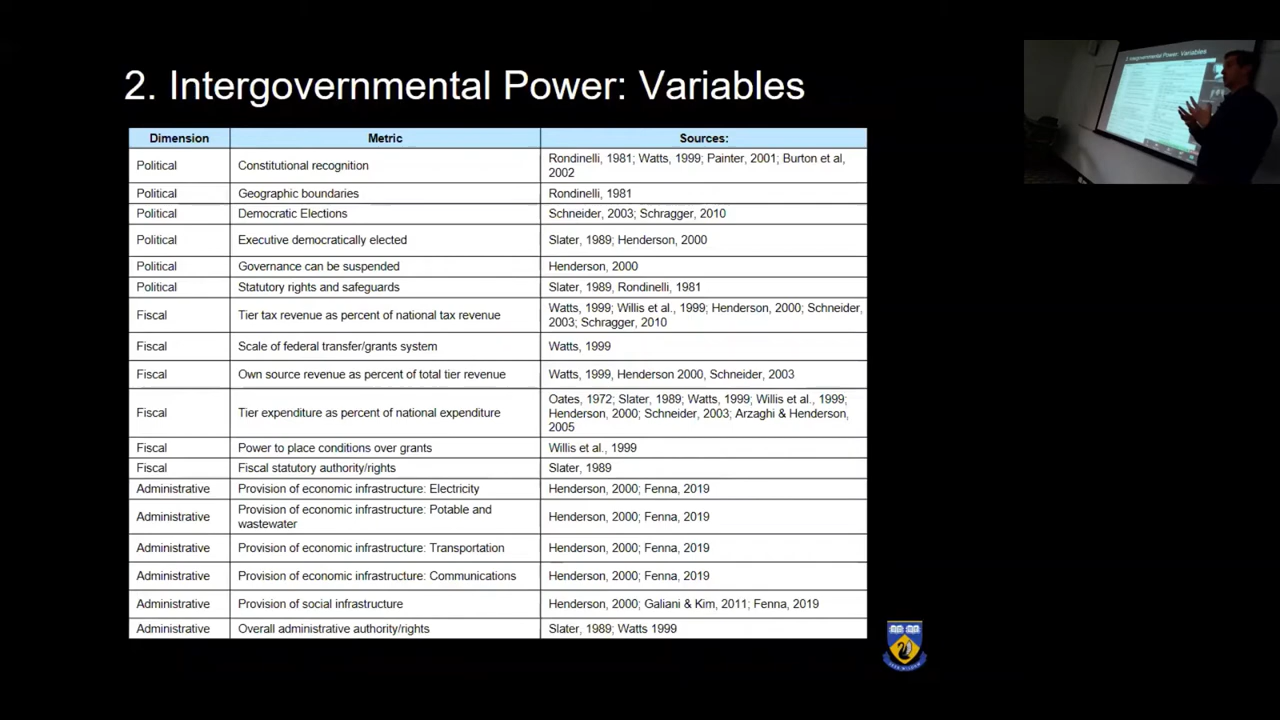 2. Intergovernmental Power: Variables
Dimension Metric Sources:
Political Constitutional recognition Rondinelli, 1981; Watts, 1999; Painter, 2001; Burton et al,
2002
Political Geographic boundaries Rondinelli, 1981
Political Democratic Elections Schneider, 2003; Schragger, 2010
Political Executive democratically elected Slater, 1989; Henderson, 2000
Political Governance can be suspended Henderson, 2000
Political Statutory rights and safeguards Slater, 1989, Rondinelli, 1981
Fiscal Tier tax revenue as percent of national tax revenue Watts, 1999; Willis et al., 1999; Henderson, 2000; Schneider,
2003; Schragger, 2010
Fiscal Scale of federal transfer/grants system Watts, 1999
Fiscal Own source revenue as percent of total tier revenue Watts, 1999, Henderson 2000, Schneider, 2003
Fiscal Tier expenditure as percent of national expenditure Oates, 1972; Slater, 1989; Watts, 1999; Willis et al., 1999;
Henderson, 2000; Schneider, 2003; Arzaghi & Henderson,
2005
Fiscal Power to place conditions over grants Willis et al., 1999
Fiscal Fiscal statutory authority/rights Slater, 1989
Administrative Provision of economic infrastructure: Electricity Henderson, 2000; Fenna, 2019
Administrative Provision of economic infrastructure: Potable and
wastewater Henderson, 2000; Fenna, 2019
Administrative Provision of economic infrastructure: Transportation Henderson, 2000; Fenna, 2019
Administrative Provision of economic infrastructure: Communications Henderson, 2000; Fenna, 2019
Administrative Provision of social infrastructure Henderson, 2000; Galiani & Kim, 2011; Fenna, 2019
Administrative Overall administrative authority/rights Slater, 1989; Watts 1999
2. Intergovernmental Power: Variables